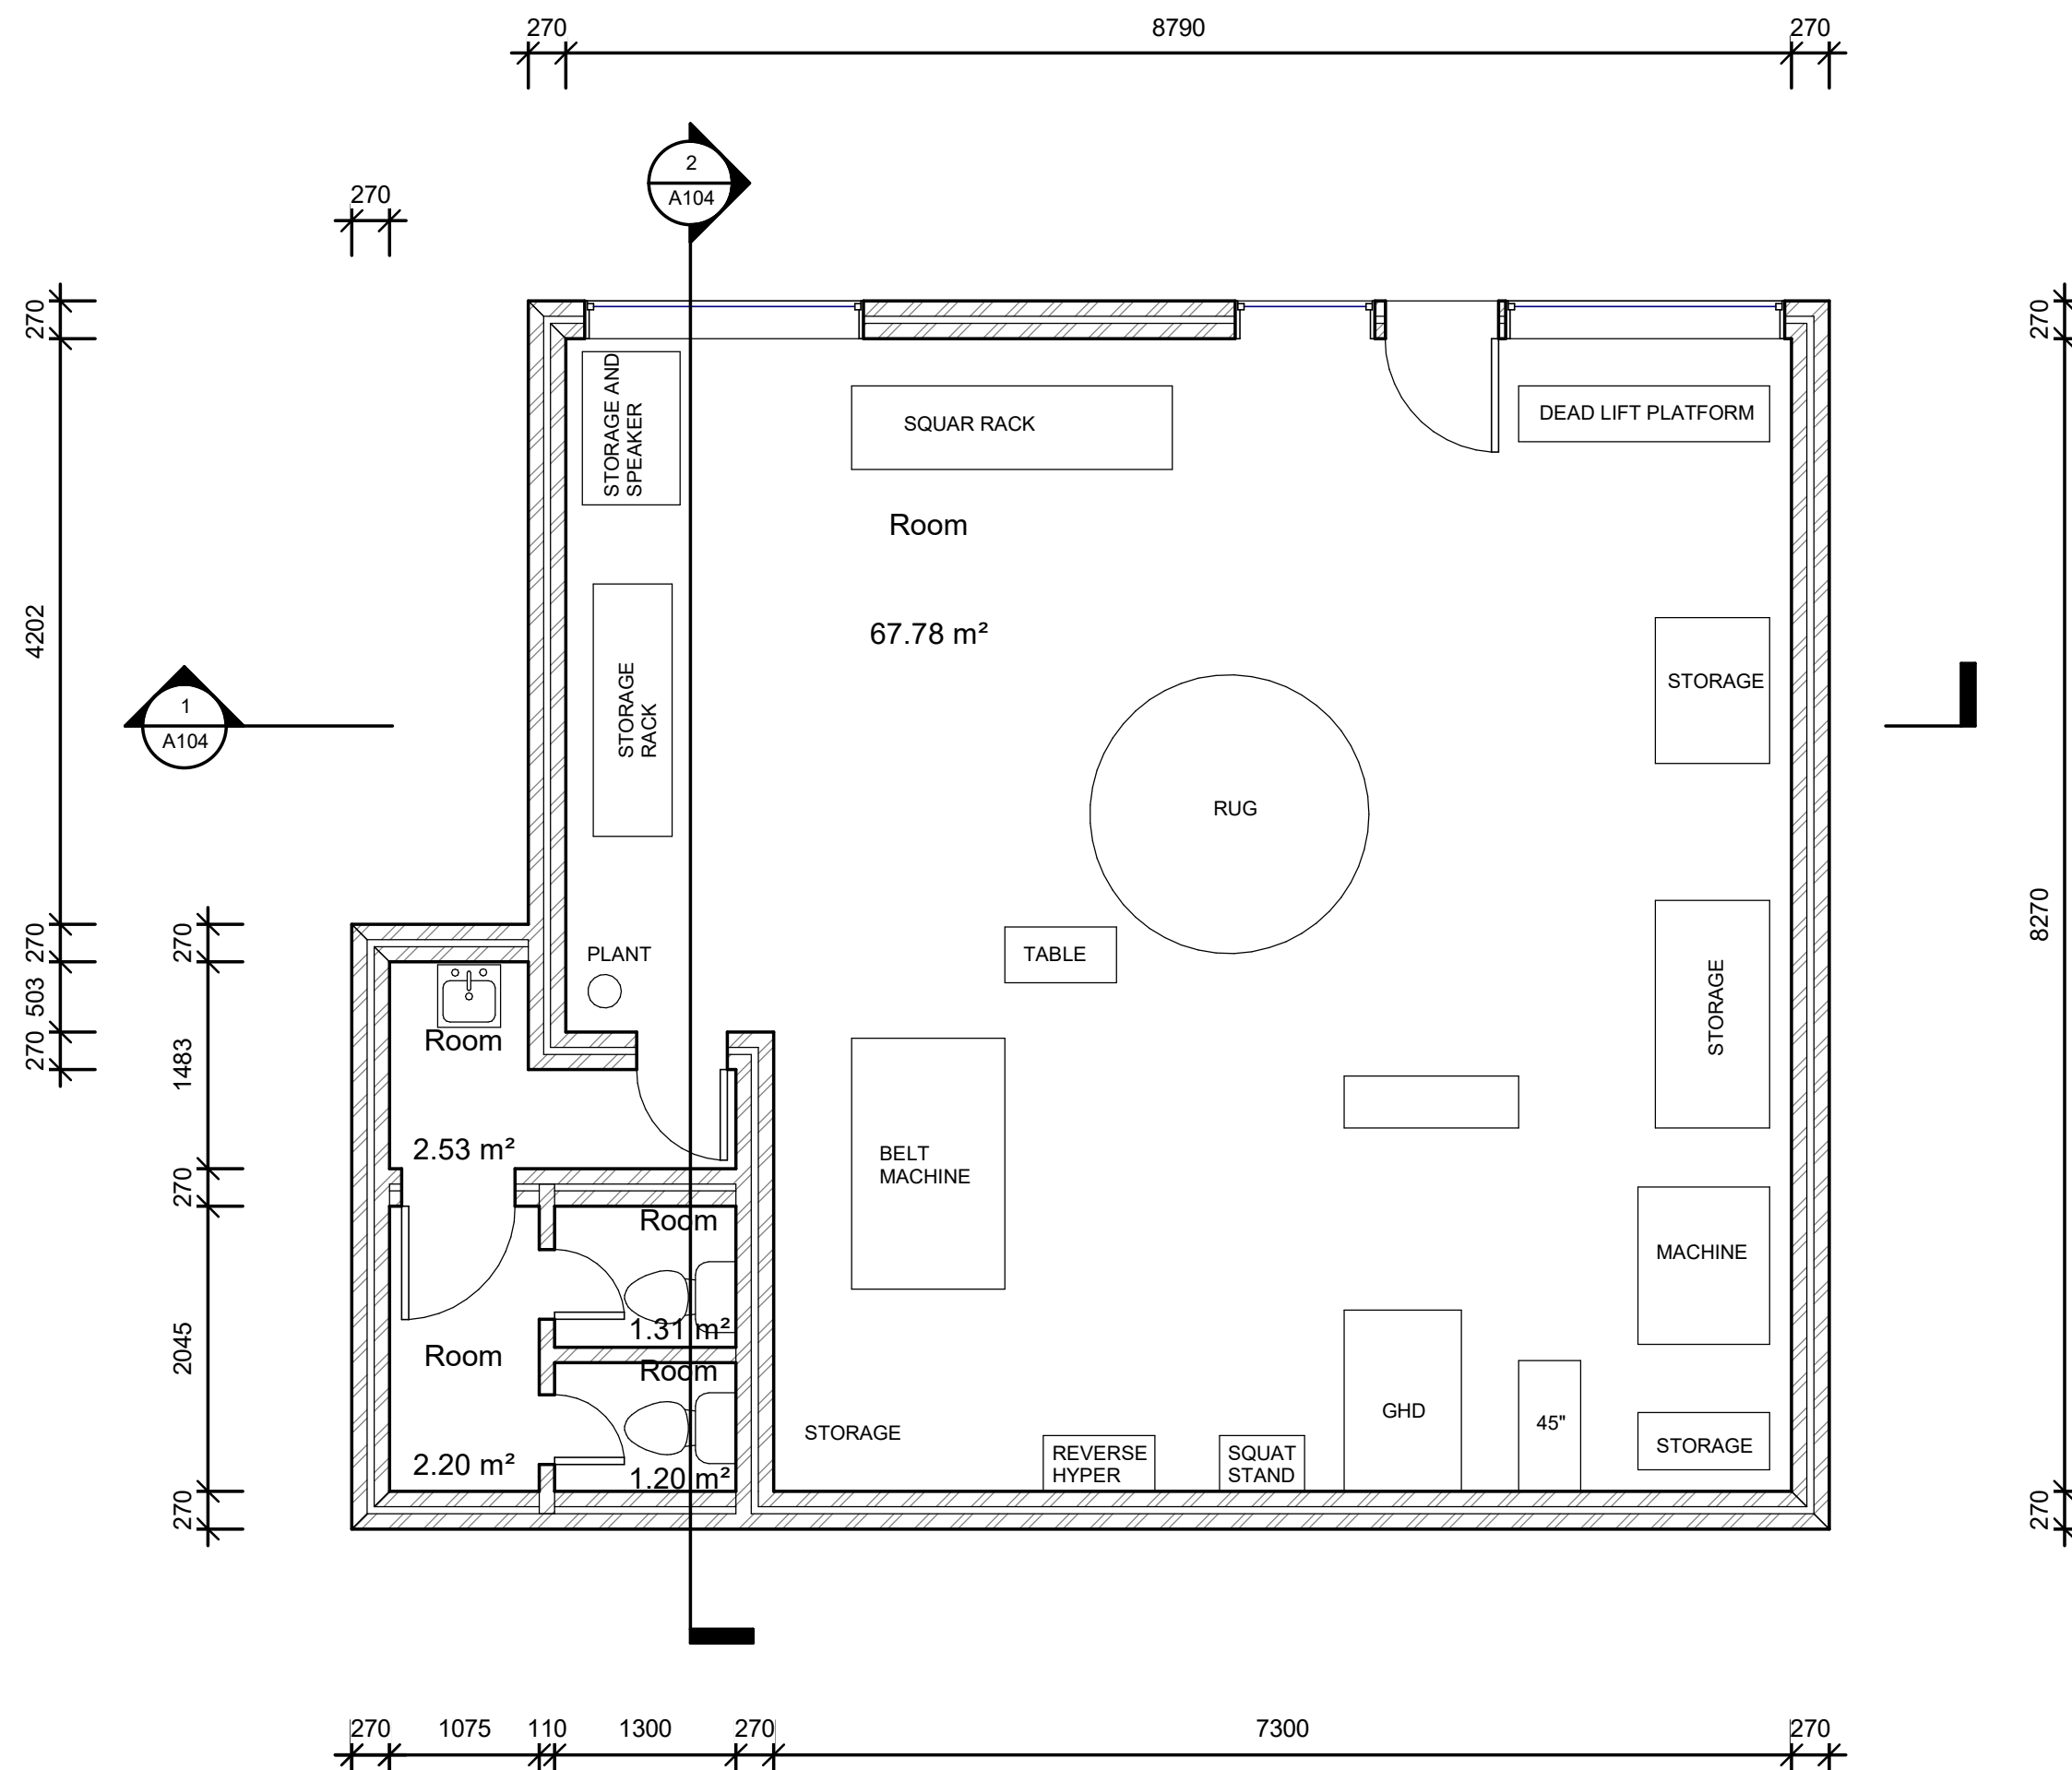 270
8790
270
2
A104
270
270
270
STORAGE AND
SPEAKER
SQUAR RACK
DEAD LIFT PLATFORM
Room
67.78 m²
4202
STORAGE
RACK
STORAGE
1
A104
RUG
8270
270
270
PLANT
TABLE
503
STORAGE
Room
270
1483
2.53 m²
BELT
MACHINE
270
Room
MACHINE
1.31 m²
2045
Room
Room
GHD
45"
STORAGE
REVERSE
HYPER
SQUAT
STAND
STORAGE
2.20 m²
1.20 m²
270
270
270
1075
110
1300
270
7300
270